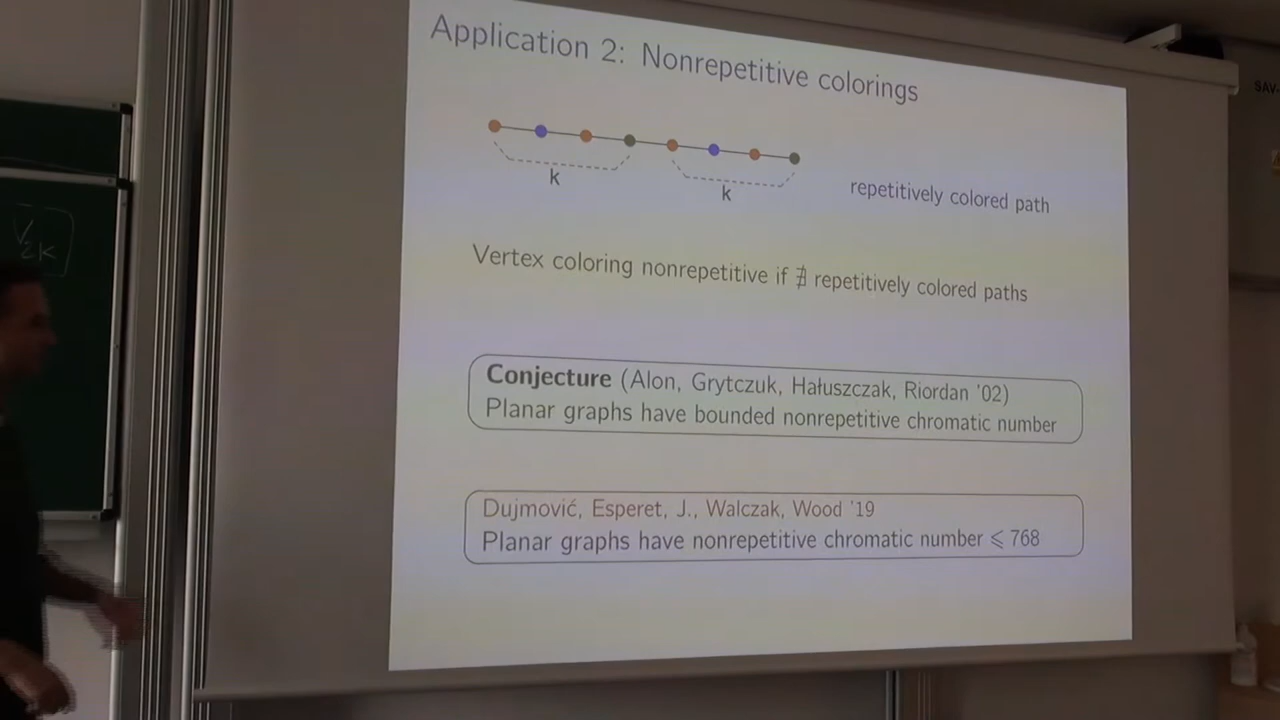 Application 2: Nonrepetitive colorings
k
k
repetitively colored path
Vertex coloring nonrepetitive if ∄ repetitively colored paths
Conjecture (Alon, Grytczuk, Hałuszczak, Riordan '02)
Planar graphs have bounded nonrepetitive chromatic number
Dujmović, Esperet, J., Walczak, Wood '19
Planar graphs have nonrepetitive chromatic number ⩽ 768
SAV